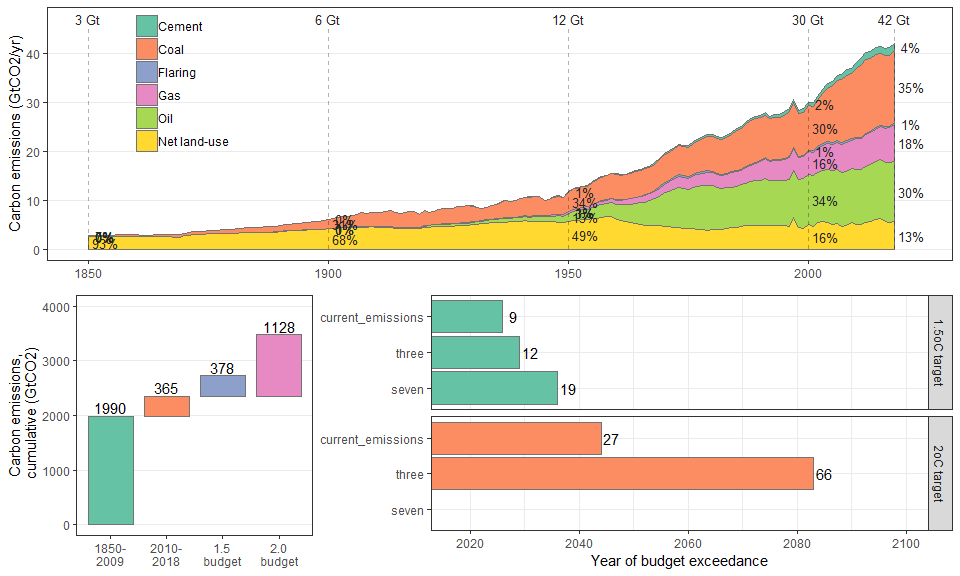 3 Gt
6 Gt
12 Gt
30 Gt
42 Gt
Cement
Coal
Flaring
Gas
Oil
Net land-use
Carbon emissions (GtCO2/yr)
40
30
20
10
0
1850
1900
1950
2000
93%
0%
68%
1%
34%
49%
2%
30%
1%
16%
34%
16%
4%
35%
1%
18%
30%
13%
Carbon emissions,
cumulative (GtCO2)
4000
3000
2000
1000
0
1990
365
378
1128
1850-
2009
2010-
2018
1.5
budget
2.0
budget
current_emissions
three
seven
9
12
19
1.5oC target
current_emissions
three
seven
27
66
2oC target
2020
2040
2060
2080
2100
Year of budget exceedance